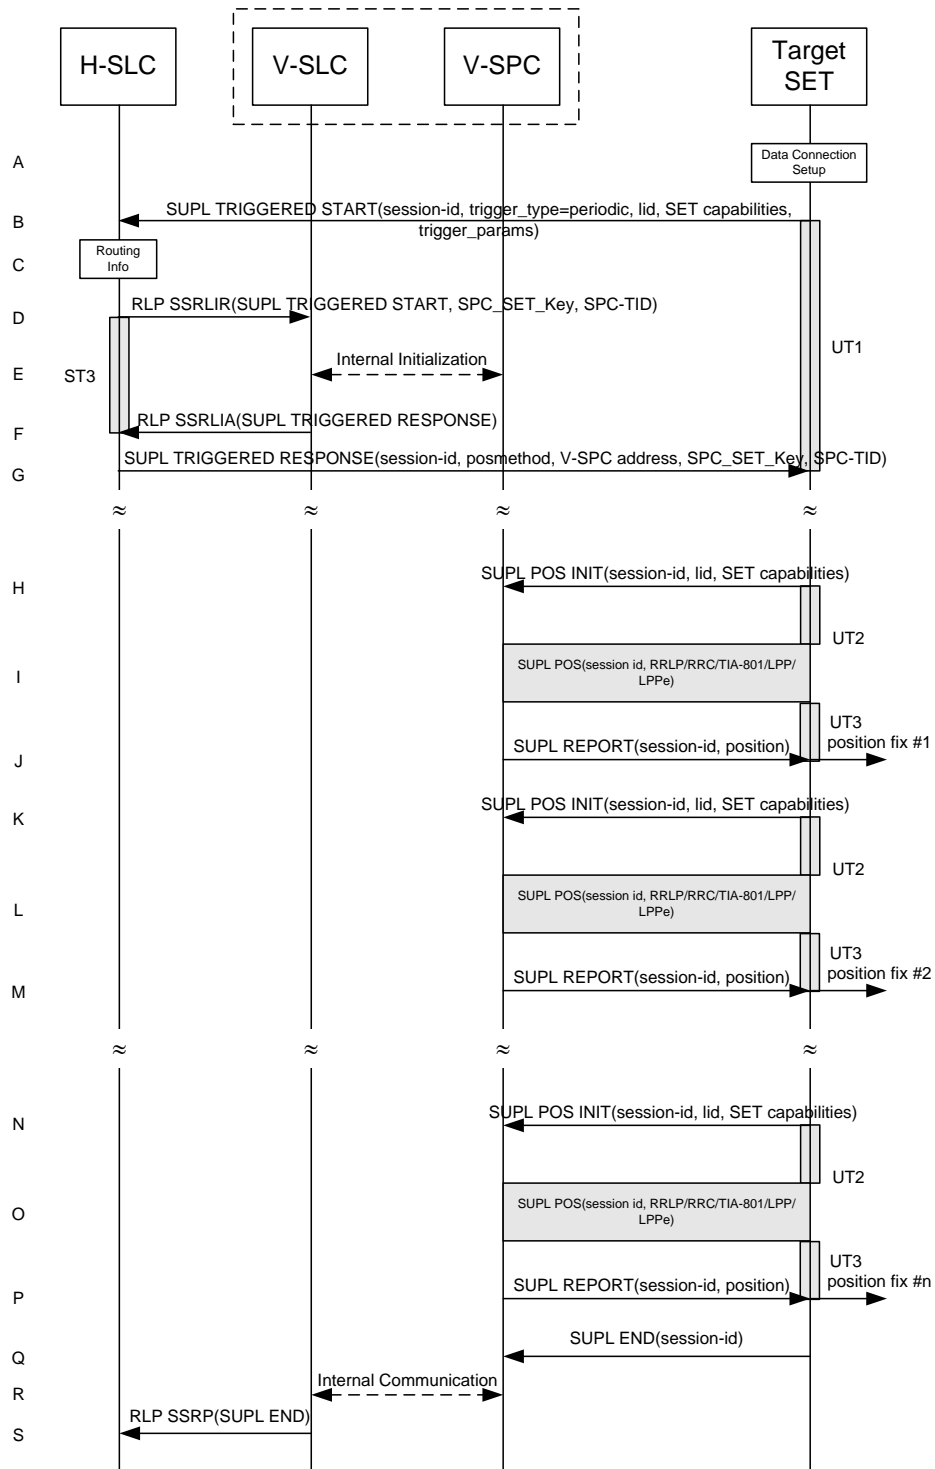 H-SLC
V-SLC
V-SPC
Target
SET
A
Data Connection
Setup
B
SUPL TRIGGERED START(session-id, trigger_type=periodic, lid, SET capabilities,
trigger_params)
C
Routing
Info
D
RLP SSRLIR(SUPL TRIGGERED START, SPC_SET_Key, SPC-TID)
UT1
E
ST3
Internal Initialization
F
RLP SSRLIA(SUPL TRIGGERED RESPONSE)
G
SUPL TRIGGERED RESPONSE(session-id, posmethod, V-SPC address, SPC_SET_Key, SPC-TID)
≈ ≈ ≈ ≈
H
SUPL POS INIT(session-id, lid, SET capabilities)
UT2
I
SUPL POS(session id, RRLP/RRC/TIA-801/LPP/
LPPe)
J
SUPL REPORT(session-id, position)
UT3
position fix #1
K
SUPL POS INIT(session-id, lid, SET capabilities)
UT2
L
SUPL POS(session id, RRLP/RRC/TIA-801/LPP/
LPPe)
M
SUPL REPORT(session-id, position)
UT3
position fix #2
≈ ≈ ≈ ≈
N
SUPL POS INIT(session-id, lid, SET capabilities)
UT2
O
SUPL POS(session id, RRLP/RRC/TIA-801/LPP/
LPPe)
P
SUPL REPORT(session-id, position)
UT3
position fix #n
Q
SUPL END(session-id)
R
Internal Communication
S
RLP SSRP(SUPL END)